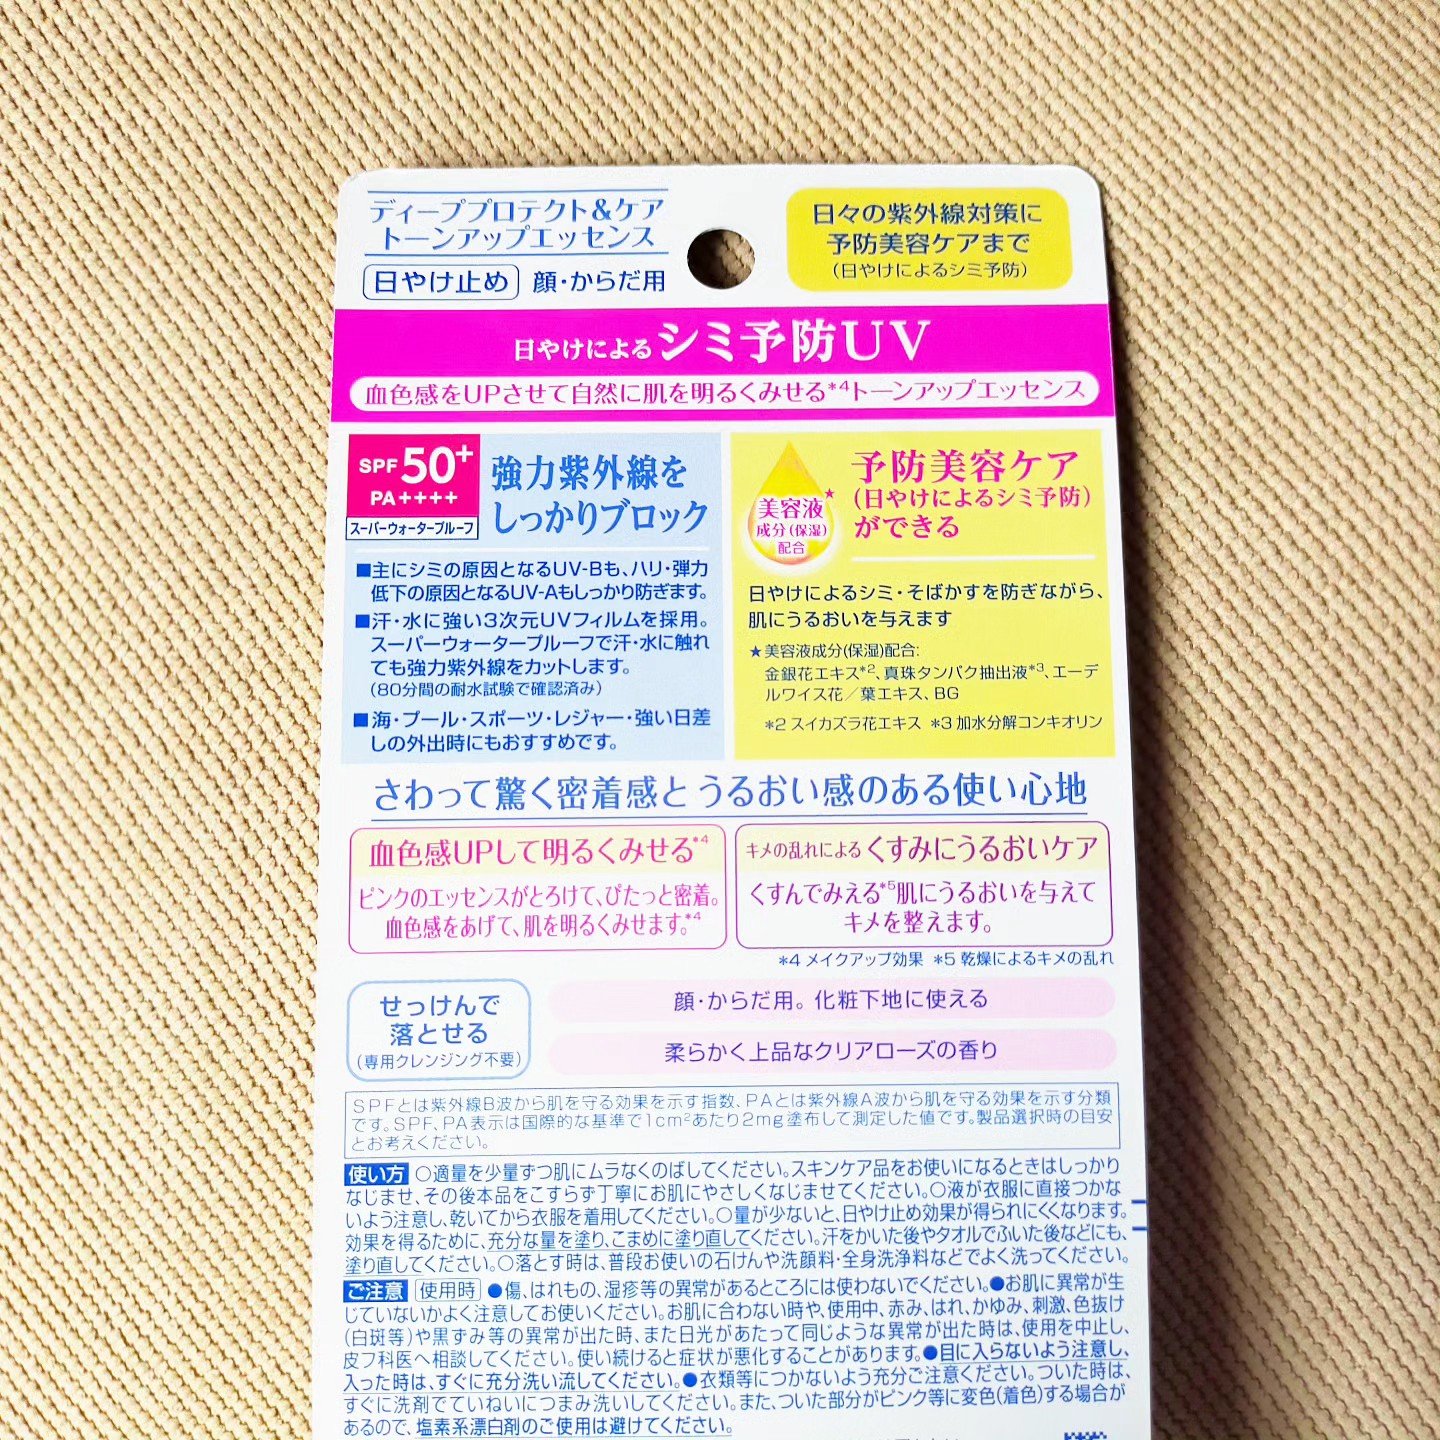 ディーププロテクト&ケア
トーンアップエッセンス
日やけ止め 顔・からだ用
日々の紫外線対策に
予防美容ケアまで
(日やけによるシミ予防)
日やけによるシミ予防UV
血色感をUPさせて自然に肌を明るくみせる*4トーンアップエッセンス
SPF50+
PA++++
スーパーウォータープルーフ
強力紫外線を
しっかりブロック
■主にシミの原因となるUV-Bも、ハリ・弾力
低下の原因となるUV-Aもしっかり防ぎます。
■汗・水に強い3次元UVフィルムを採用。
スーパーウォータープルーフで汗・水に触れ
ても強力紫外線をカットします。
(80分間の耐水試験で確認済み)
■海・プール・スポーツ・レジャー・強い日差
しの外出時にもおすすめです。
美容液★
成分(保湿)
配合
予防美容ケア
(日やけによるシミ予防)
ができる
日やけによるシミ・そばかすを防ぎながら、
肌にうるおいを与えます
★美容液成分(保湿)配合:
金銀花エキス*2、真珠タンパク抽出液*3、エーデ
ルワイス花/葉エキス、BG
*2 スイカズラ花エキス *3 加水分解コンキオリン
さわって驚く密着感とうるおい感のある使い心地
血色感UPして明るくみせる*4
ピンクのエッセンスがとろけて、ぴたっと密着。
血色感をあげて、肌を明るくみせます。*4
キメの乱れによるくすみにうるおいケア
くすんでみえる*5肌にうるおいを与えて
キメを整えます。
*4 メイクアップ効果 *5 乾燥によるキメの乱れ
せっけんで
落とせる
(専用クレンジング不要)
顔・からだ用。化粧下地に使える
柔らかく上品なクリアローズの香り
SPFとは紫外線B波から肌を守る効果を示す指数、PAとは紫外線A波から肌を守る効果を示す分類
です。SPF、PA表示は国際的な基準で1cm²あたり2mg塗布して測定した値です。製品選択時の目安
とお考えください。
使い方 ○適量を少量ずつ肌にムラなくのばしてください。スキンケア品をお使いになるときはしっかり
なじませ、その後本品をこすらず丁寧にお肌にやさしくなじませてください。○液が衣服に直接つかな
いよう注意し、乾いてから衣服を着用してください。○量が少ないと、日やけ止め効果が得られにくくなります。
効果を得るために、充分な量を塗り、こまめに塗り直してください。汗をかいた後やタオルでふいた後などにも、
塗り直してください。○落とす時は、普段お使いの石けんや洗顔料・全身洗浄料などでよく洗ってください。
ご注意 使用時 ●傷、はれもの、湿疹等の異常があるところには使わないでください。●お肌に異常が生
じていないかよく注意してお使いください。お肌に合わない時や、使用中、赤み、はれ、かゆみ、刺激、色抜け
(白斑等)や黒ずみ等の異常が出た時、また日光があたって同じような異常が出た時は、使用を中止し、
皮フ科医へ相談してください。使い続けると症状が悪化することがあります。●目に入らないよう注意し、
入った時は、すぐに充分洗い流してください。●衣類等につかないよう充分ご注意ください。ついた時は、
すぐに洗剤でていねいにつまみ洗いしてください。また、ついた部分がピンク等に変色(着色)する場合が
あるので、塩素系漂白剤のご使用は避けてください。